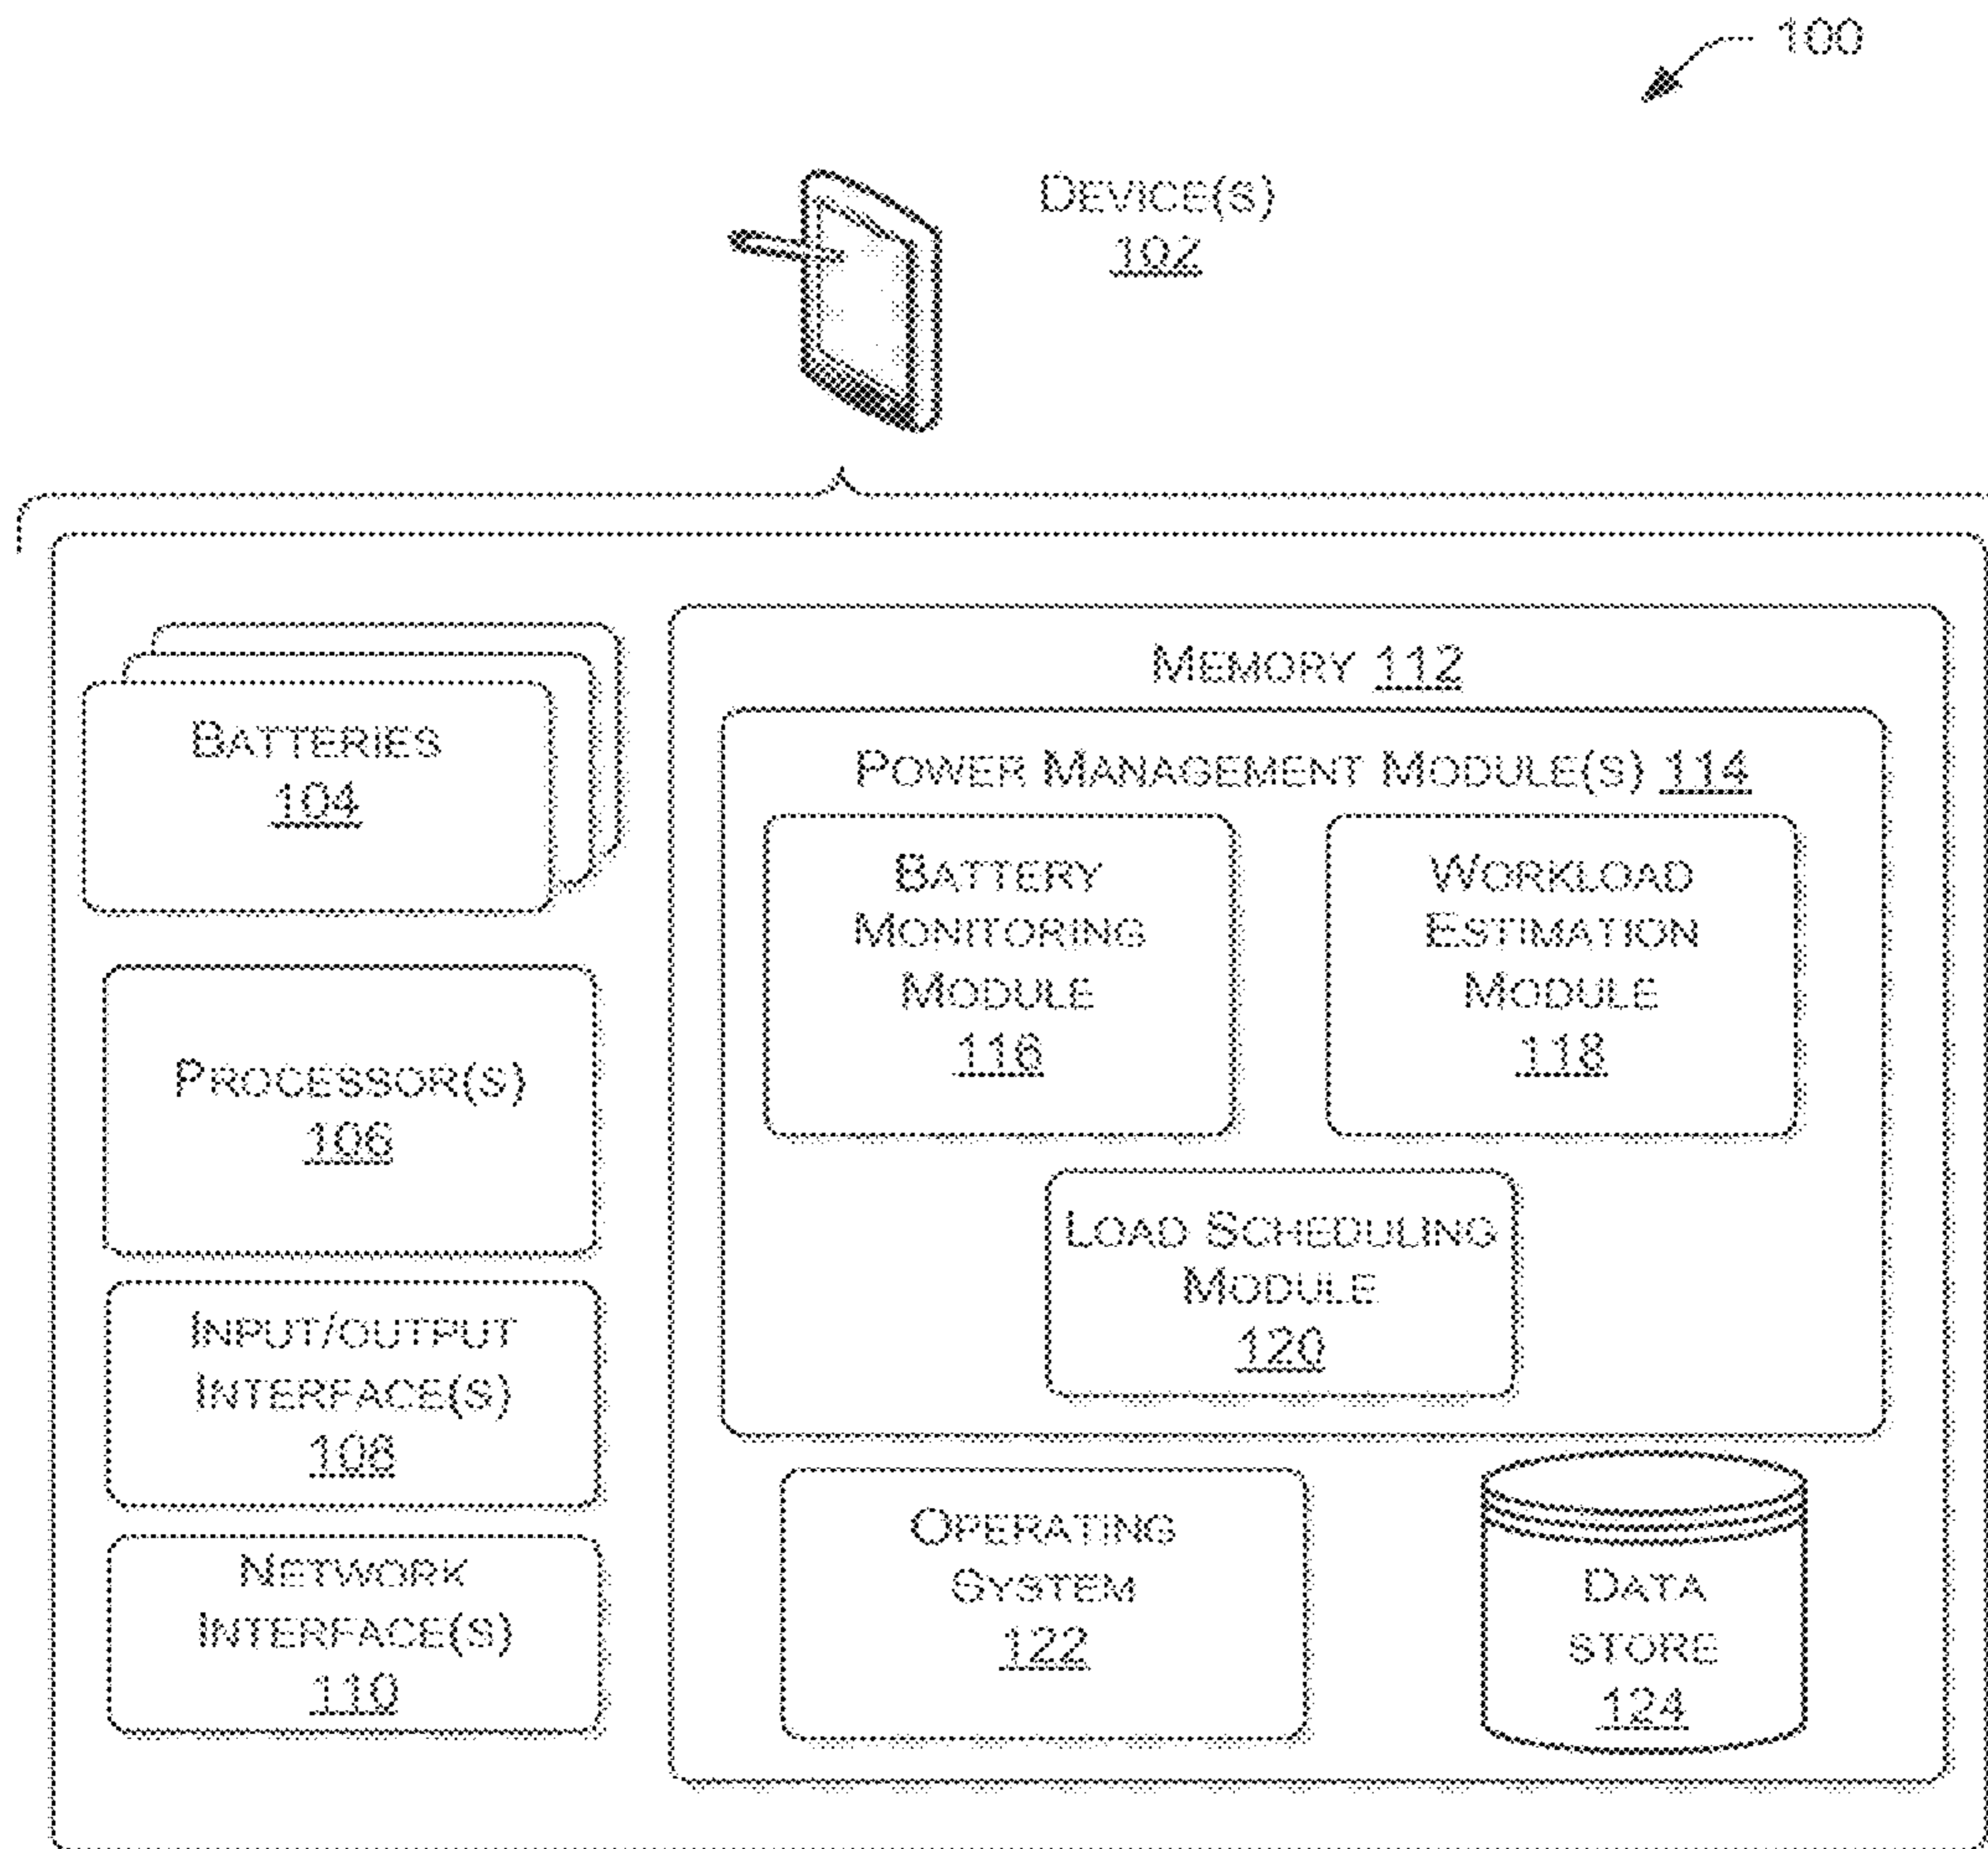 100
DEVICE(S)
102
BATTERIES
104
PROCESSOR(S)
106
INPUT/OUTPUT
INTERFACE(S)
108
NETWORK
INTERFACE(S)
110
MEMORY 112
POWER MANAGEMENT MODULE(S) 114
BATTERY
MONITORING
MODULE
116
WORKLOAD
ESTIMATION
MODULE
118
LOAD SCHEDULING
MODULE
120
OPERATING
SYSTEM
122
DATA
STORE
124